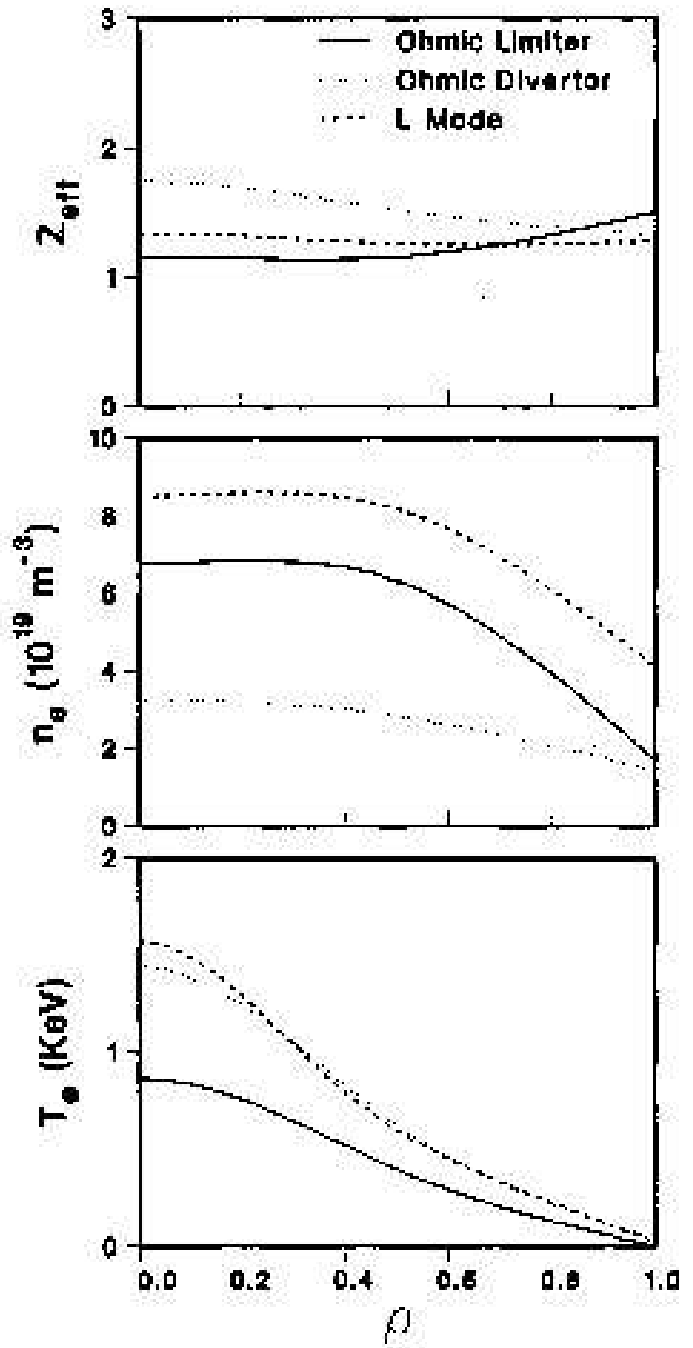 3
Ohmic Limiter
Ohmic Divertor
L Mode
2
Z_eff
1
0
10
8
6
n_e (10^19 m^-3)
4
2
0
2
T_e (KeV)
1
0
0.0 0.2 0.4 0.6 0.8 1.0
ρ